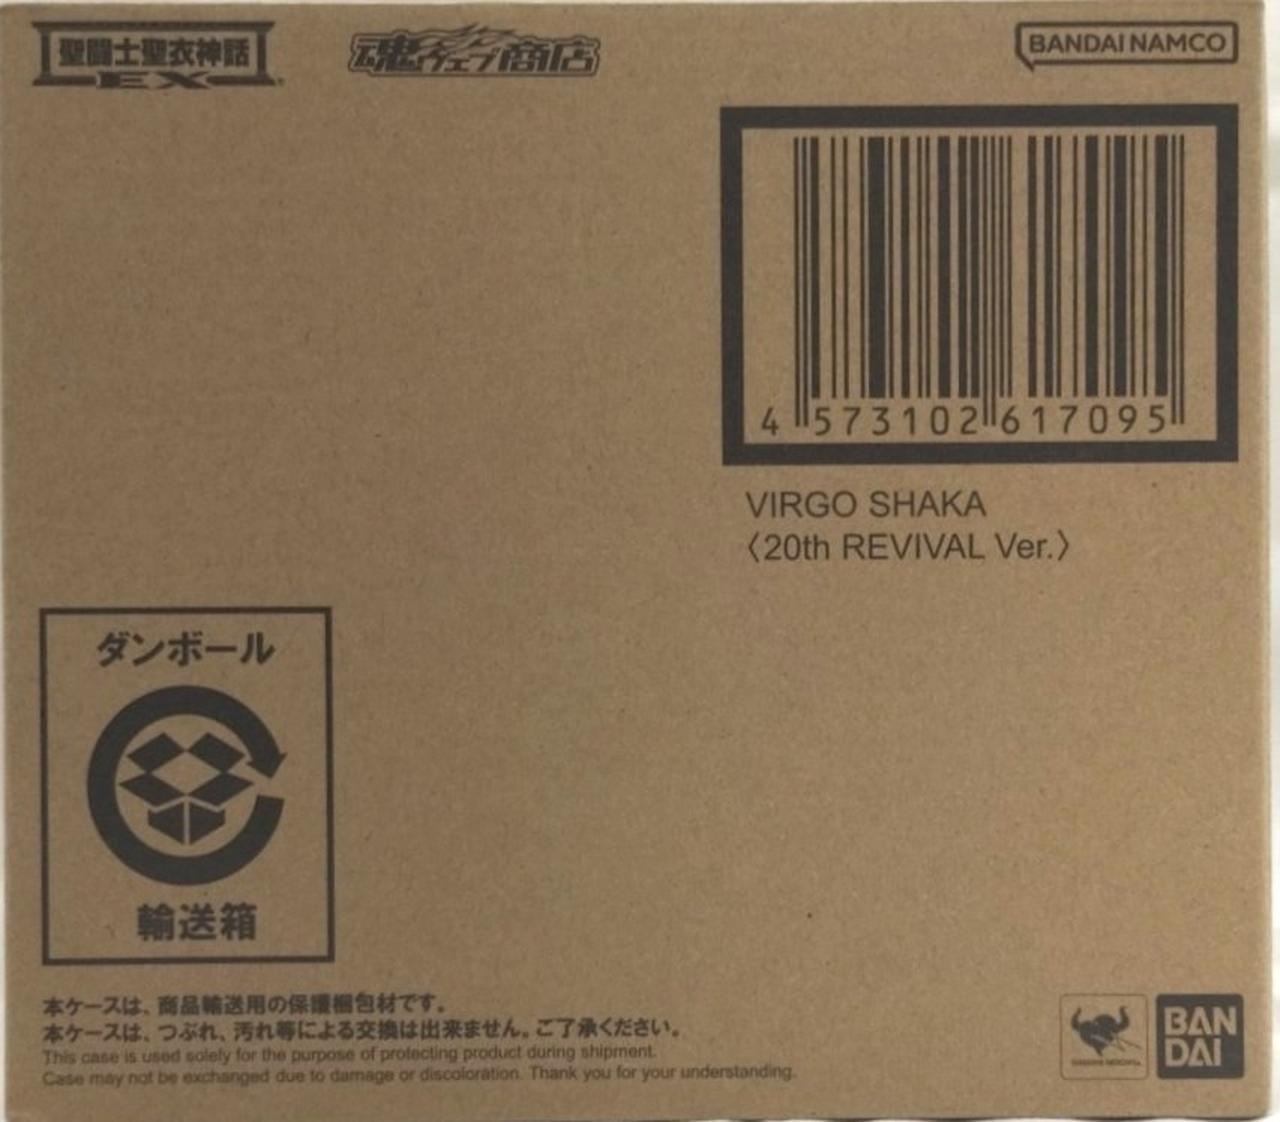 聖闘士聖衣神話
EX
魂ウェブ商店
BANDAI NAMCO
4 573102 617095
VIRGO SHAKA
〈20th REVIVAL Ver.〉
ダンボール
輸送箱
本ケースは、商品輸送用の保護梱包材です。
本ケースは、つぶれ、汚れ等による交換は出来ません。ご了承ください。
This case is used solely for the purpose of protecting product during shipment.
Case may not be exchanged due to damage or discoloration. Thank you for your understanding.
BAN
DAI